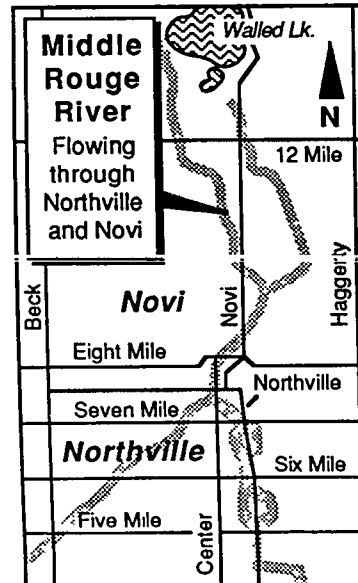 Walled Lk.
Middle
Rouge
River
Flowing
through
Northville
and Novi
N
12 Mile
Beck
Novi
Novi
Haggerty
Eight Mile
Northville
Seven Mile
Northville
Six Mile
Five Mile
Center